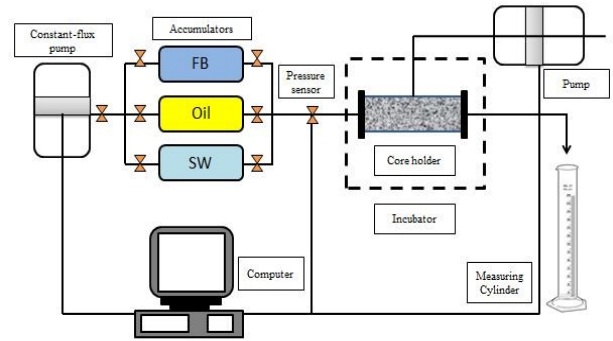 Constant-flux
pump
Accumulators
FB
Oil
SW
Pressure
sensor
Core holder
Incubator
Pump
Computer
Measuring
Cylinder